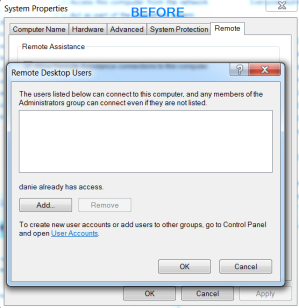 System Properties
BEFORE
Computer Name
Hardware
Advanced
System Protection
Remote
Remote Assistance
Remote Desktop Users
The users listed below can connect to this computer, and any members of the
Administrators group can connect even if they are not listed.
danie already has access.
Add...
Remove
To create new user accounts or add users to other groups, go to Control Panel
and open User Accounts.
OK
Cancel
OK
Cancel
Apply